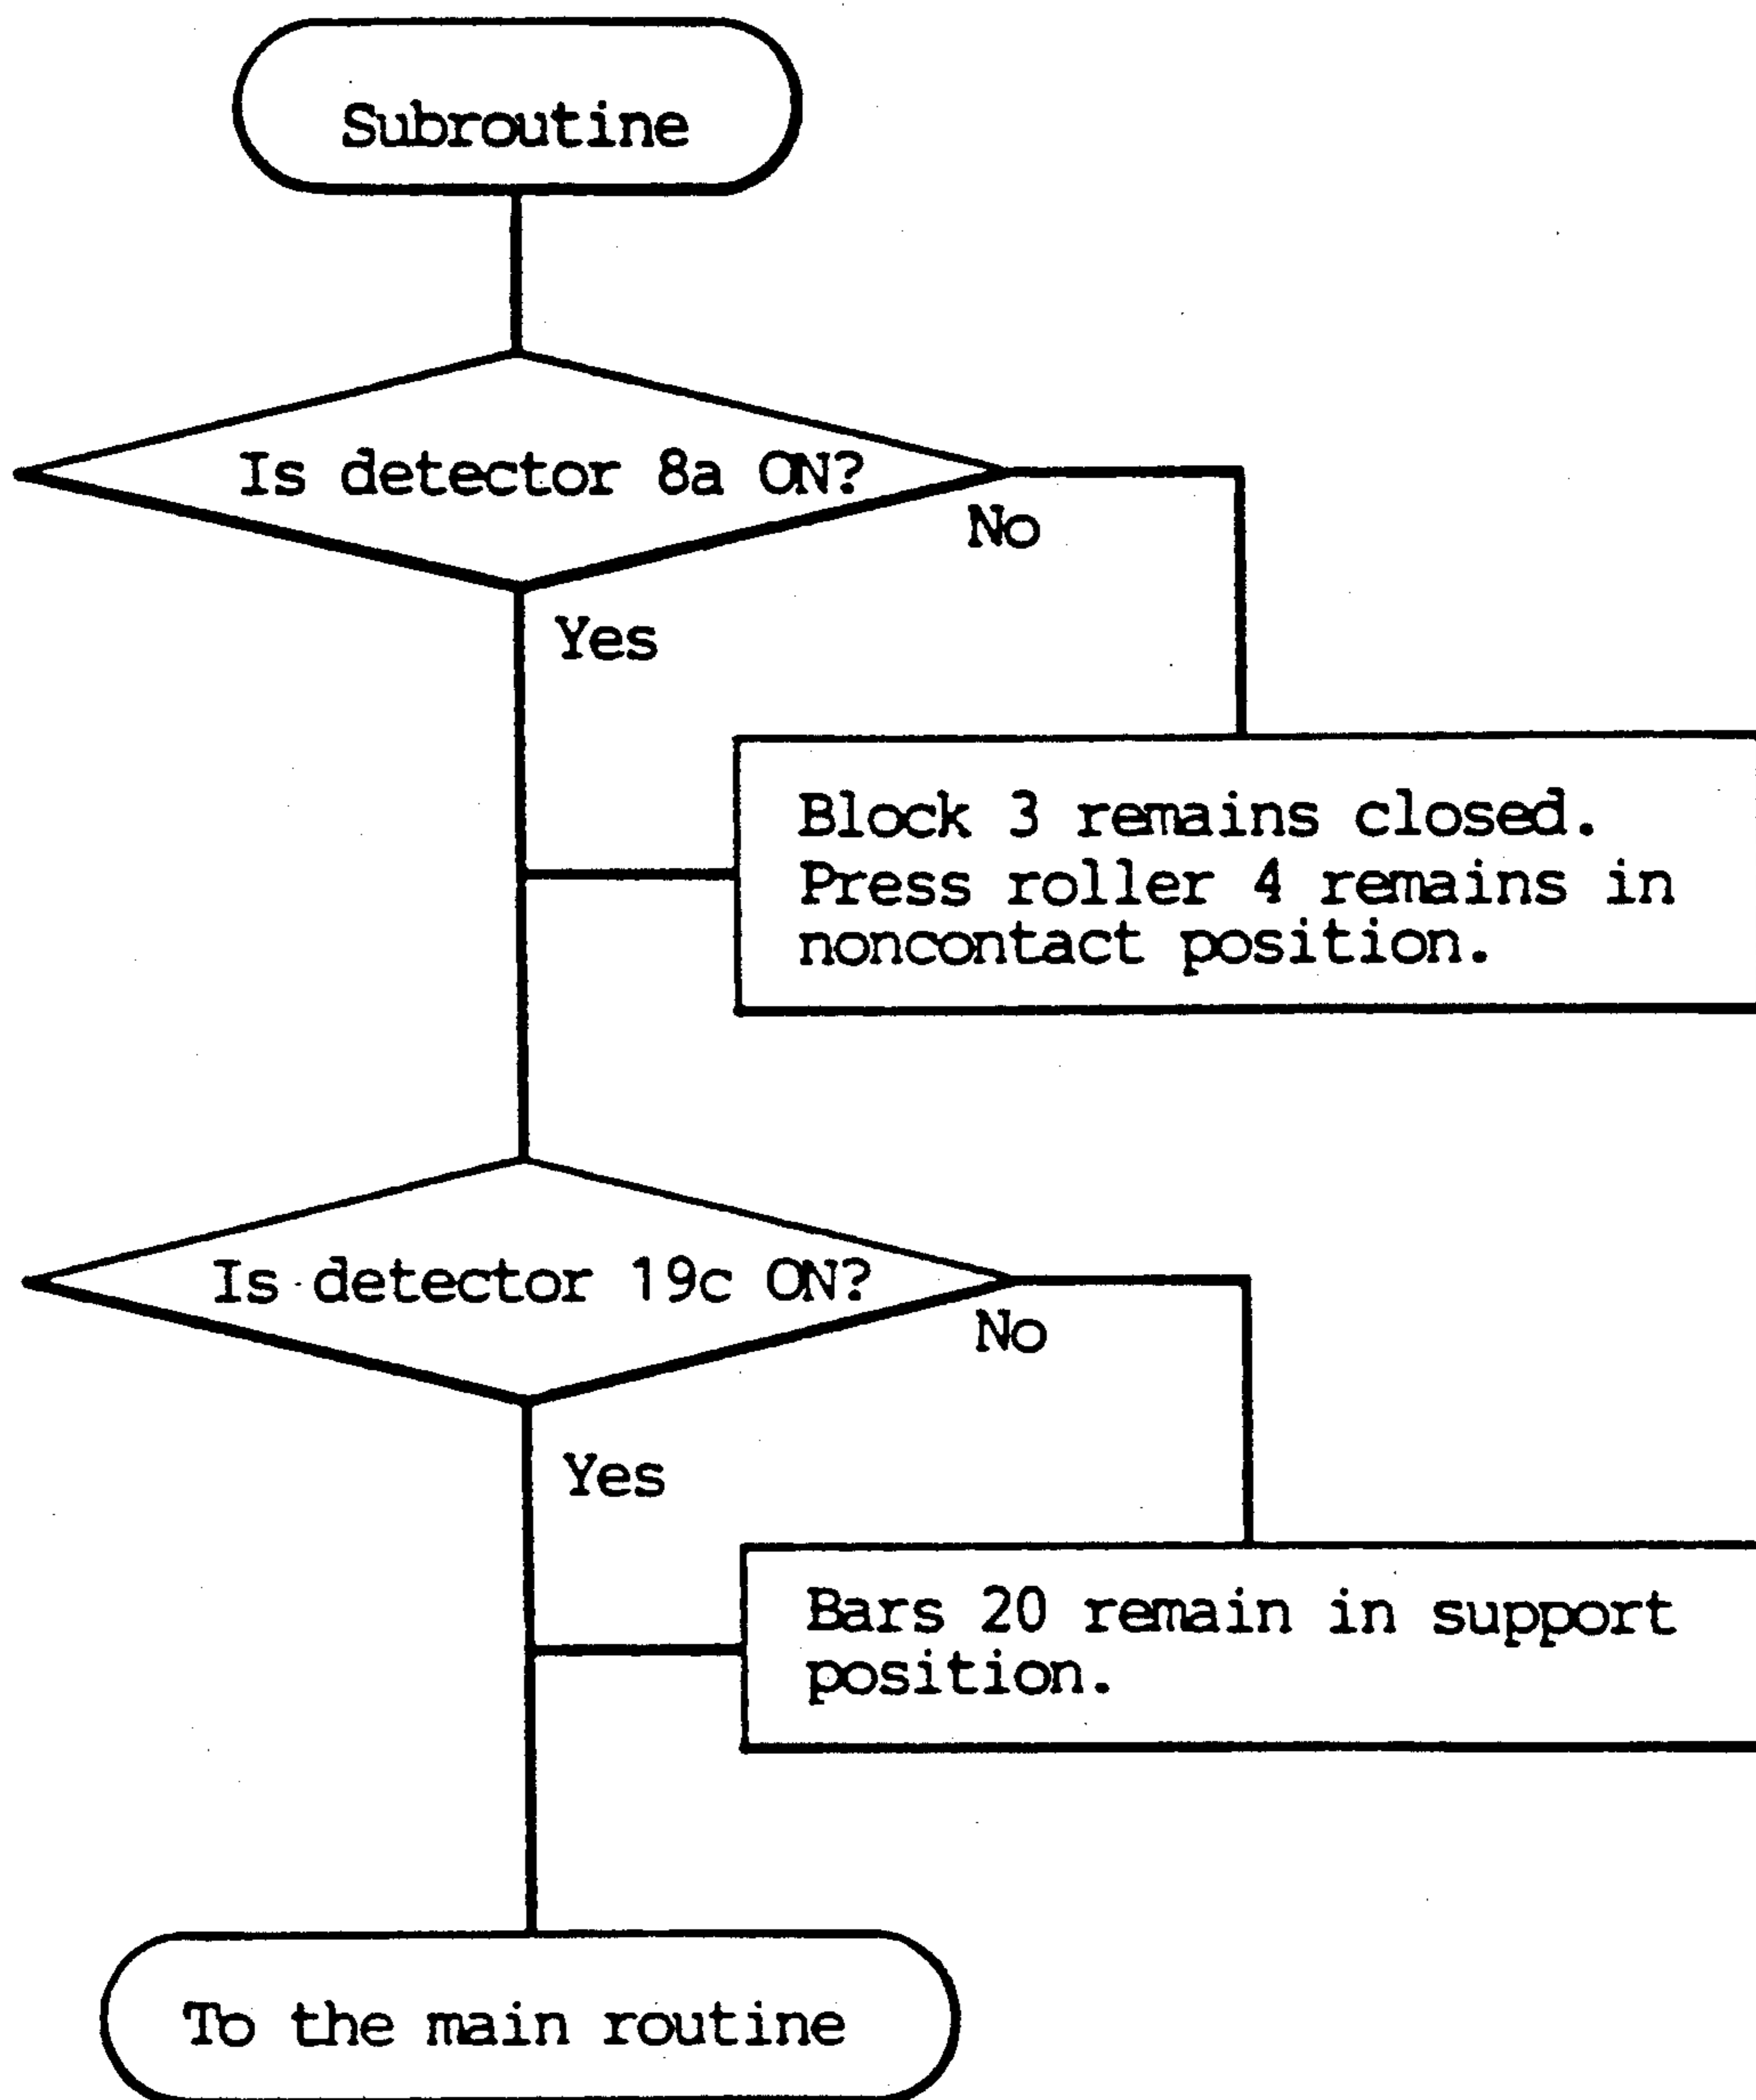 Subroutine
Is detector 8a ON?
No
Yes
Block 3 remains closed.
Press roller 4 remains in
noncontact position.
Is detector 19c ON?
No
Yes
Bars 20 remain in support
position.
To the main routine